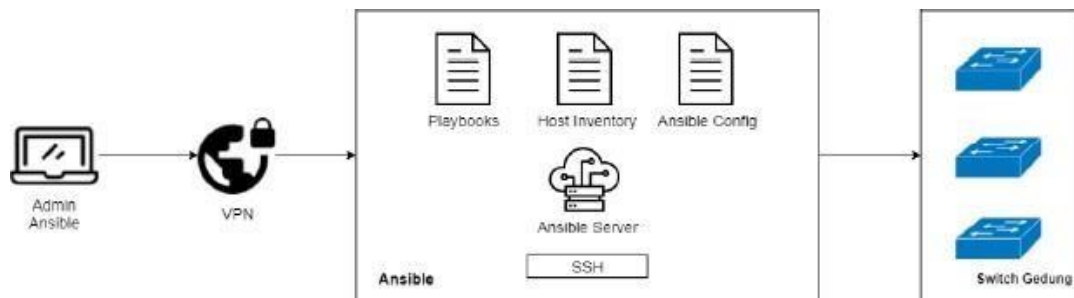 Playbooks
Host Inventory
Ansible Config
Admin
Ansible
VPN
Ansible Server
SSH
Ansible
Switch Gedung